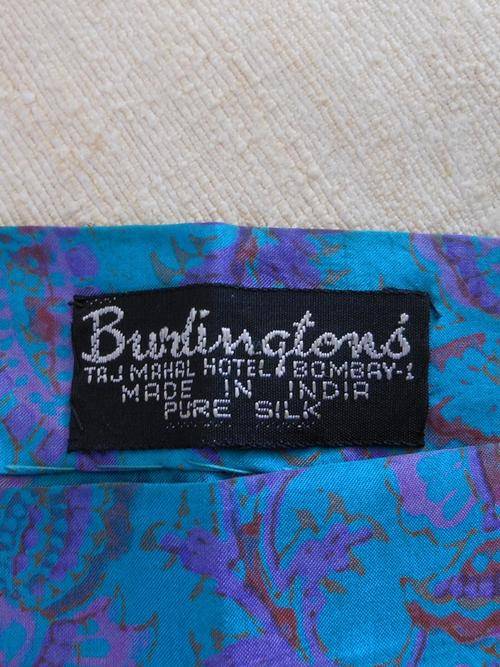 Burlingtons
TAJ MAHAL HOTEL BOMBAY-1
MADE IN INDIA
PURE SILK